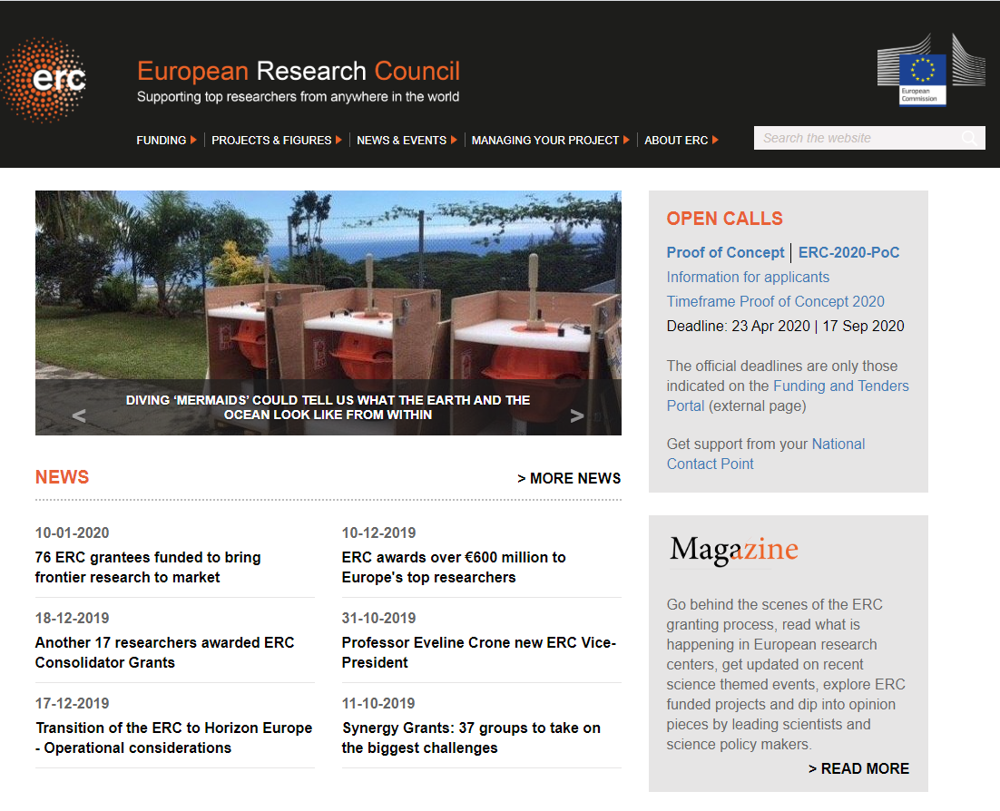 erc
European Research Council
Supporting top researchers from anywhere in the world
European
Commission
FUNDING
PROJECTS & FIGURES
NEWS & EVENTS
MANAGING YOUR PROJECT
ABOUT ERC
Search the website
DIVING ‘MERMAIDS’ COULD TELL US WHAT THE EARTH AND THE
OCEAN LOOK LIKE FROM WITHIN
<
>
NEWS
> MORE NEWS
10-01-2020
76 ERC grantees funded to bring
frontier research to market
10-12-2019
ERC awards over €600 million to
Europe's top researchers
18-12-2019
Another 17 researchers awarded ERC
Consolidator Grants
31-10-2019
Professor Eveline Crone new ERC Vice-
President
17-12-2019
Transition of the ERC to Horizon Europe
- Operational considerations
11-10-2019
Synergy Grants: 37 groups to take on
the biggest challenges
OPEN CALLS
Proof of Concept | ERC-2020-PoC
Information for applicants
Timeframe Proof of Concept 2020
Deadline: 23 Apr 2020 | 17 Sep 2020
The official deadlines are only those
indicated on the Funding and Tenders
Portal (external page)
Get support from your National
Contact Point
Magazine
Go behind the scenes of the ERC
granting process, read what is
happening in European research
centers, get updated on recent
science themed events, explore ERC
funded projects and dip into opinion
pieces by leading scientists and
science policy makers.
> READ MORE